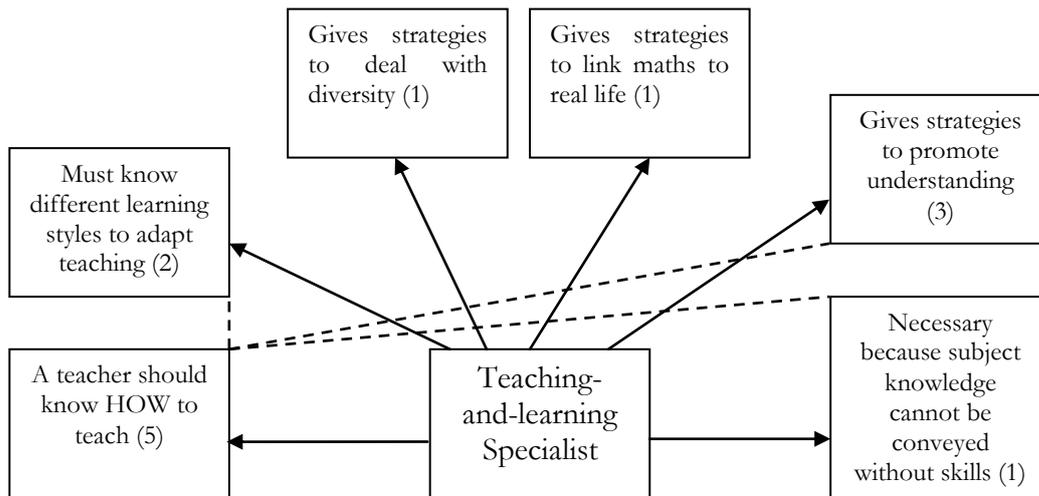 Gives strategies
to deal with
diversity (1)
Gives strategies
to link maths to
real life (1)
Gives strategies
to promote
understanding
(3)
Must know
different learning
styles to adapt
teaching (2)
A teacher should
know HOW to
teach (5)
Teaching-
and-learning
Specialist
Necessary
because subject
knowledge
cannot be
conveyed
without skills (1)